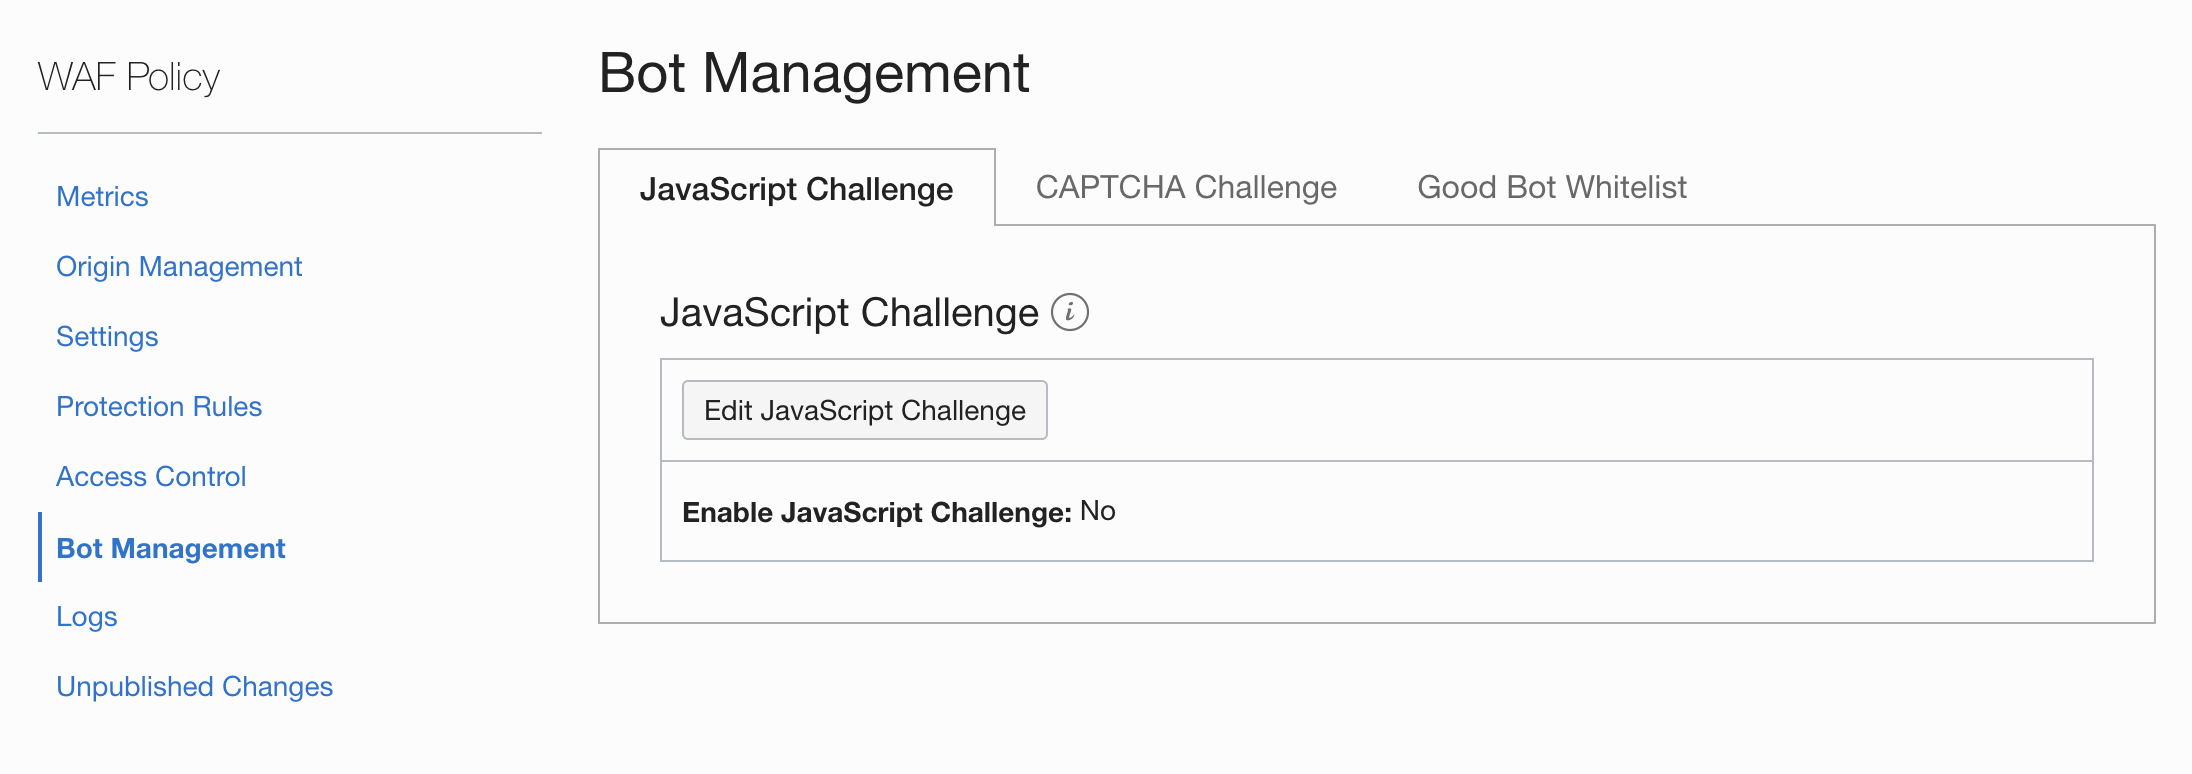 WAF Policy
Metrics
Origin Management
Settings
Protection Rules
Access Control
Bot Management
Logs
Unpublished Changes
Bot Management
JavaScript Challenge CAPTCHA Challenge Good Bot Whitelist
JavaScript Challenge i
Edit JavaScript Challenge
Enable JavaScript Challenge: No